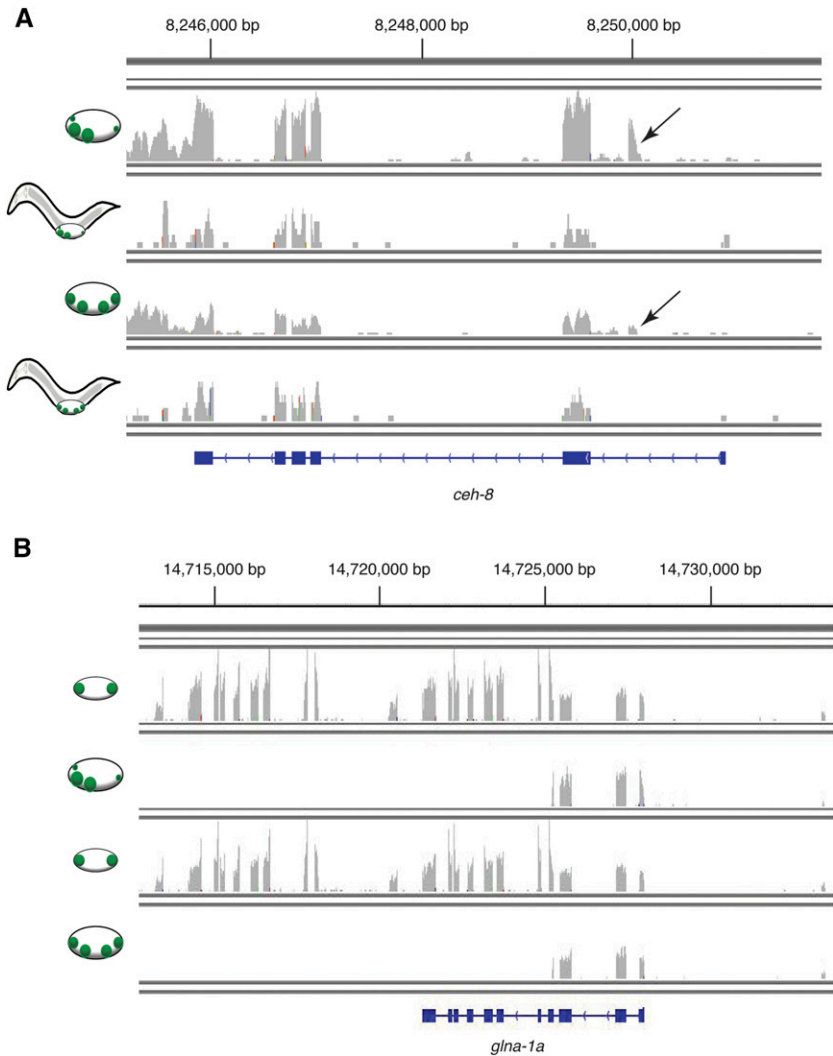 A
8,246,000 bp 8,248,000 bp 8,250,000 bp
ceh-8
B
14,715,000 bp 14,720,000 bp 14,725,000 bp 14,730,000 bp
glna-1a